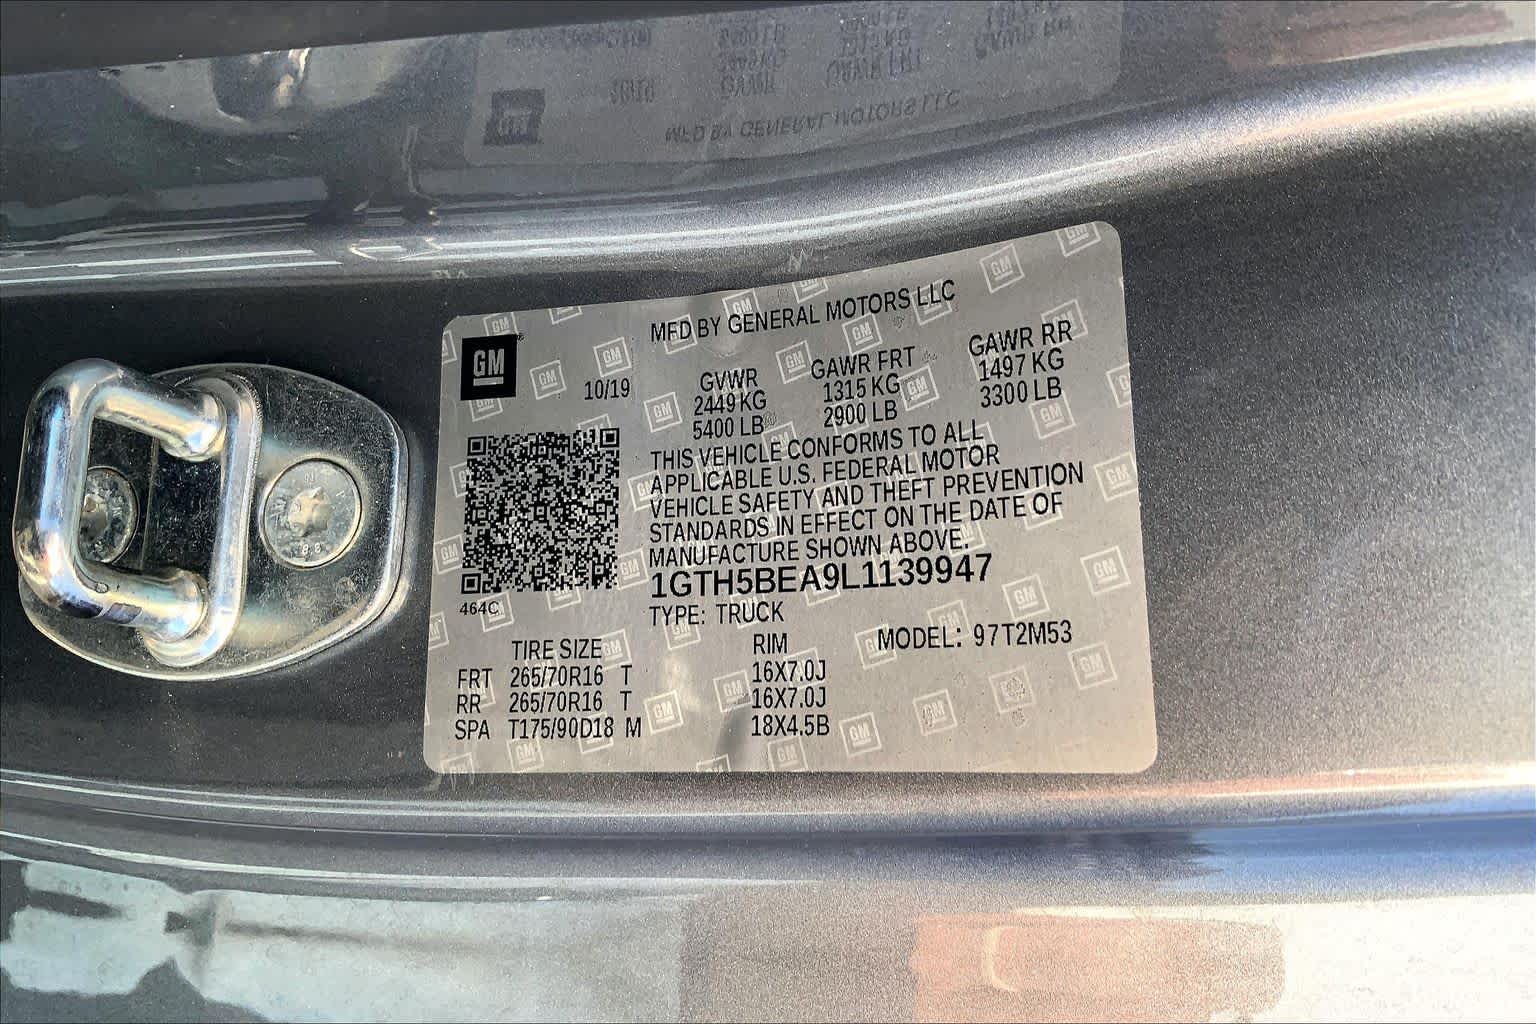 MFD BY GENERAL MOTORS LLC
GM
10/19
GVWR
2449 KG
5400 LB
GAWR FRT
1315 KG
2900 LB
GAWR RR
1497 KG
3300 LB
THIS VEHICLE CONFORMS TO ALL
APPLICABLE U.S. FEDERAL MOTOR
VEHICLE SAFETY AND THEFT PREVENTION
STANDARDS IN EFFECT ON THE DATE OF
MANUFACTURE SHOWN ABOVE.
1GTH5BEA9L1139947
464C
TYPE: TRUCK
MODEL: 97T2M53
TIRE SIZE RIM
FRT 265/70R16 T 16X7.0J
RR 265/70R16 T 16X7.0J
SPA T175/90D18 M 18X4.5B